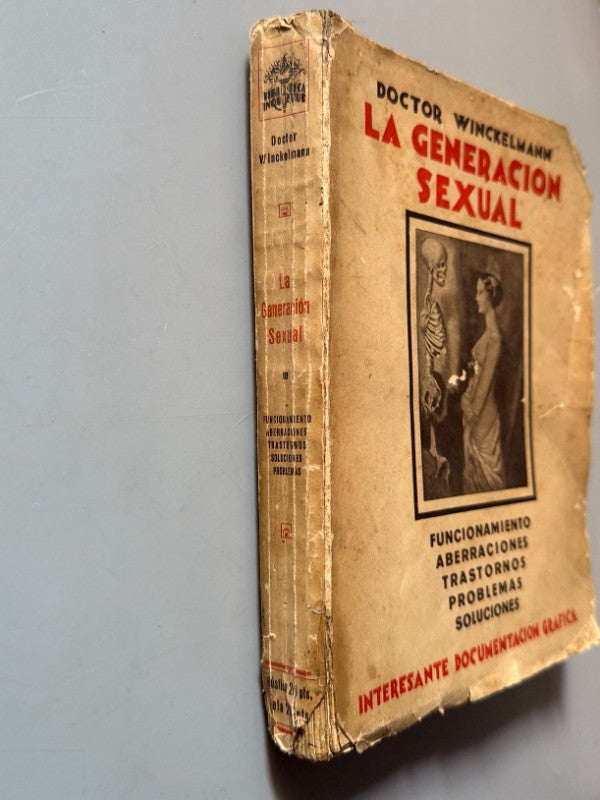 Doctor
Winckelmann
La
Generación
Sexual
FUNCIONAMIENTO
ABERRACIONES
TRASTORNOS
SOLUCIONES
PROBLEMAS
DOCTOR WINCKELMANN
LA GENERACION
SEXUAL
FUNCIONAMIENTO
ABERRACIONES
TRASTORNOS
PROBLEMAS
SOLUCIONES
INTERESANTE DOCUMENTACION GRAFICA